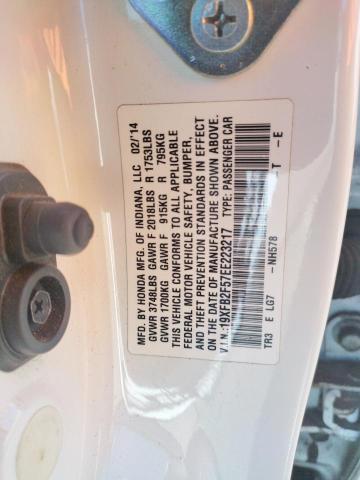 MFD. BY HONDA MFG. OF INDIANA, LLC 02/'14
GVWR 3748LBS GAWR F 2018LBS R 1753LBS
GVWR 1700KG GAWR F 915KG R 795KG
THIS VEHICLE CONFORMS TO ALL APPLICABLE
FEDERAL MOTOR VEHICLE SAFETY, BUMPER,
AND THEFT PREVENTION STANDARDS IN EFFECT
ON THE DATE OF MANUFACTURE SHOWN ABOVE.
V.I.N.:19XFB2F57EE223217 TYPE: PASSENGER CAR
TR3 E LG7 -NH578 -T -E